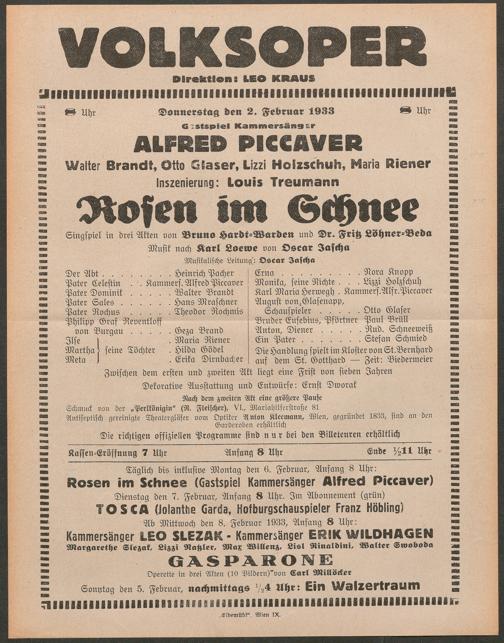 VOLKSOPER
Direktion: LEO KRAUS
8 Uhr Donnerstag den 2. Februar 1933 8 Uhr
Gastspiel Kammersänger
ALFRED PICCAVER
Walter Brandt, Otto Glaser, Lizzi Holzschuh, Maria Riener
Inszenierung: Louis Treumann
Rosen im Schnee
Singspiel in drei Akten von Bruno Hardt-Warden und Dr. Fritz Löhner-Beda
Musik nach Karl Loewe von Oscar Jascha
Musikalische Leitung: Oscar Jascha
Der Abt . . . . . . . . Heinrich Pacher
Pater Celestin . . Kammers. Alfred Piccaver
Pater Dominik . . . . . Walter Brandt
Pater Sales . . . . . . Hans Mraschner
Pater Rochus . . . . . Theodor Rochmis
Philipp Graf Reventloff
von Burgau . . . . . Geza Brand
Ilse . . . . . Maria Riener
Martha } seine Töchter . Hilda Gödel
Meta . . . . . Erika Dirnbacher
Erna . . . . . . . . . Nora Knopp
Monika, seine Nichte . . Lizzi Holzschuh
Karl Maria Herwegh . Kammers. Alfr. Piccaver
August von Glasenapp,
Schauspieler . . . . . Otto Glaser
Bruder Eusebius, Pförtner Paul Brüll
Anton, Diener . . . . . Rud. Schneeweiß
Ein Pater . . . . . . . Stefan Schmied
Die Handlung spielt im Kloster von St. Bernhard
auf dem St. Gotthard — Zeit: Biedermeier
Zwischen dem ersten und zweiten Akt liegt eine Frist von sieben Jahren
Dekorative Ausstattung und Entwürfe: Ernst Dworak
Nach dem zweiten Akt eine größere Pause
Schmuck von der „Perlkönigin" (R. Fleischer), VI., Mariahilferstraße 81
Antiseptisch gereinigte Theatergläser vom Optiker Anton Kleemann, Wien, gegründet 1833, sind an den
Garderoben erhältlich
Die richtigen offiziellen Programme sind nur bei den Billeteuren erhältlich
Kassen-Eröffnung 7 Uhr Anfang 8 Uhr Ende ½11 Uhr
Täglich bis inklusive Montag den 6. Februar, Anfang 8 Uhr:
Rosen im Schnee (Gastspiel Kammersänger Alfred Piccaver)
Dienstag den 7. Februar, Anfang 8 Uhr. Im Abonnement (grün)
TOSCA (Jolanthe Garda, Hofburgschauspieler Franz Höbling)
Ab Mittwoch den 8. Februar 1933, Anfang 8 Uhr:
Kammersänger LEO SLEZAK - Kammersänger ERIK WILDHAGEN
Margarethe Slezak, Lizzi Naßler, Max Willenz, Lisl Rinaldini, Walter Swoboda
GASPARONE
Operette in drei Akten (10 Bildern) von Carl Millöcker
Sonntag den 5. Februar, nachmittags ½4 Uhr: Ein Walzertraum
„Elbemühl", Wien IX.